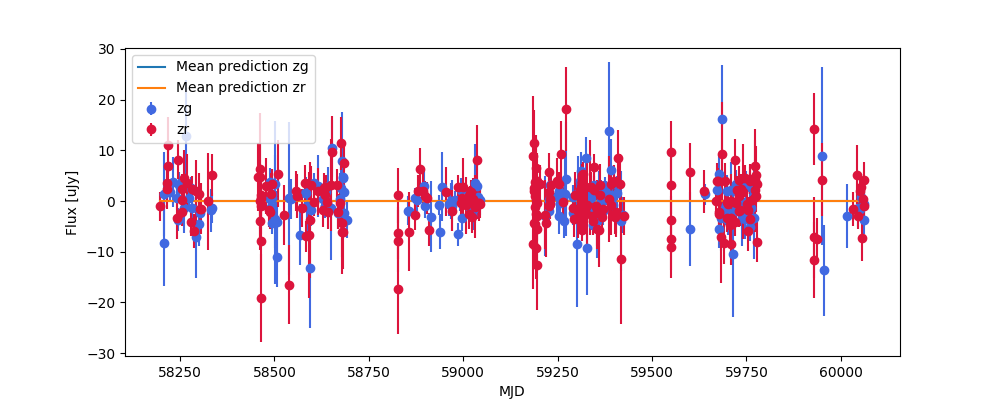 Mean prediction zg
Mean prediction zr
zg
zr
Flux [uJy]
30
20
10
0
−10
−20
−30
58250
58500
58750
59000
59250
59500
59750
60000
MJD